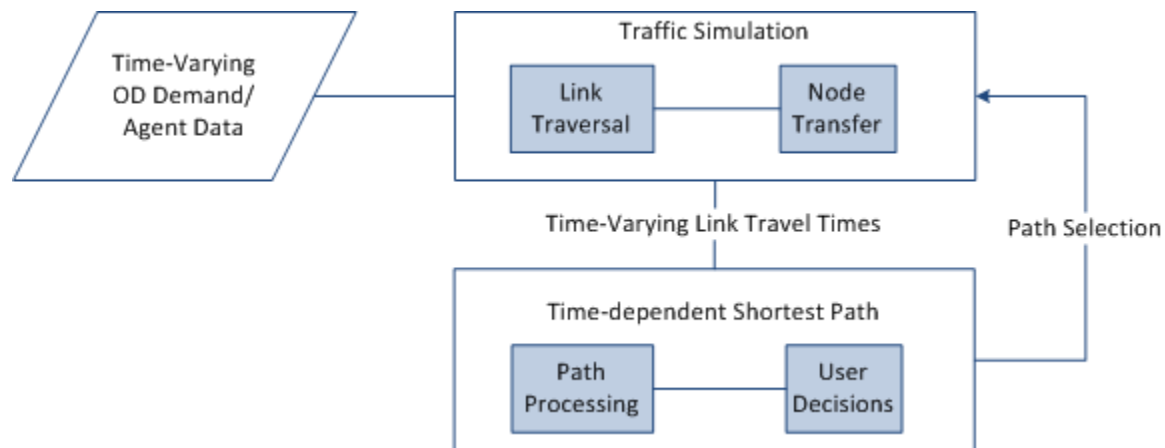 Time-Varying
OD Demand/
Agent Data
Traffic Simulation
Link
Traversal
Node
Transfer
Time-Varying Link Travel Times
Path Selection
Time-dependent Shortest Path
Path
Processing
User
Decisions